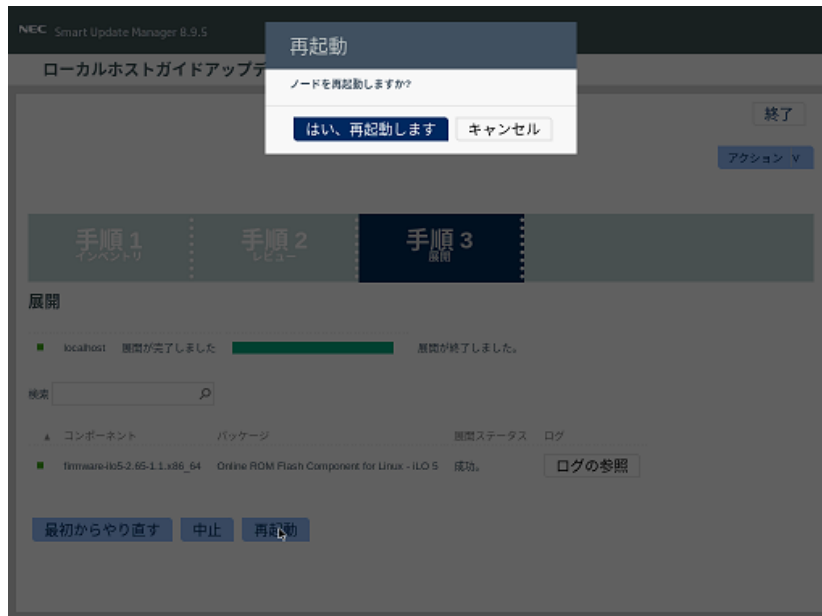 NEC Smart Update Manager 8.9.5
ローカルホストガイドアップデ
再起動
ノードを再起動しますか?
はい、再起動します
キャンセル
終了
アクション ∨
手順 1
インベントリ
手順 2
レビュー
手順 3
展開
展開
localhost 展開が完了しました 展開が終了しました。
検索
▲ コンポーネント パッケージ 展開ステータス ログ
firmware-ilo5-2.65-1.1.x86_64 Online ROM Flash Component for Linux - iLO 5 成功。 ログの参照
最初からやり直す 中止 再起動